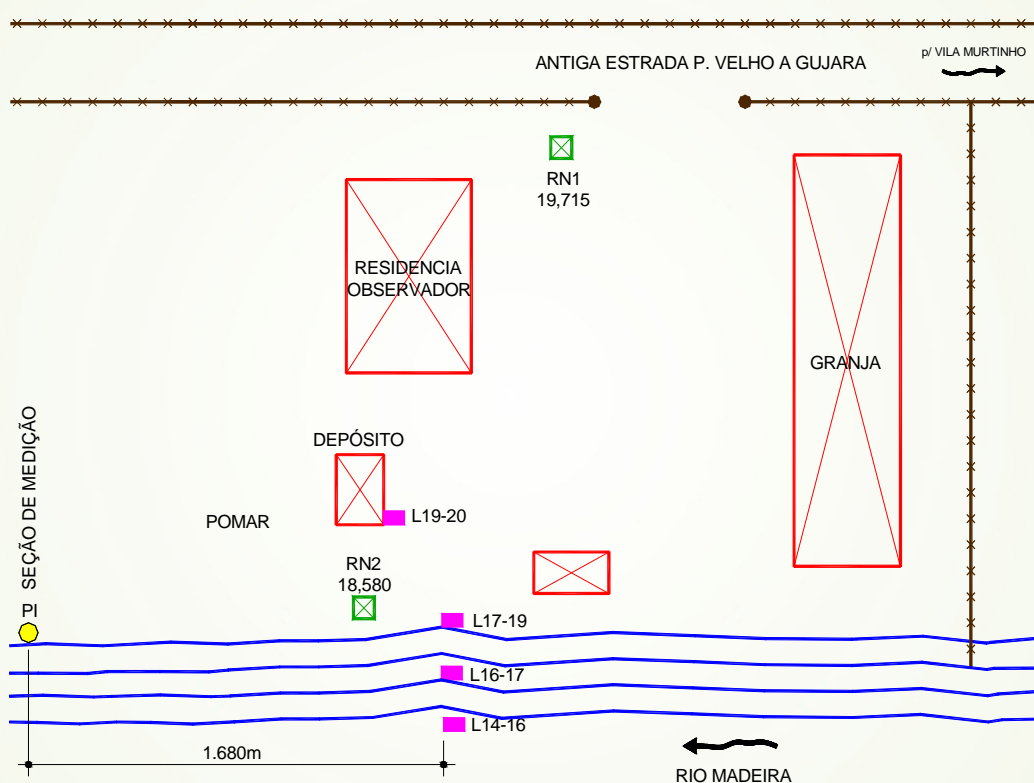 p/ VILA MURTINHO
ANTIGA ESTRADA P. VELHO A GUJARA
RN1
19,715
RESIDENCIA
OBSERVADOR
GRANJA
DEPÓSITO
L19-20
POMAR
SEÇÃO DE MEDIÇÃO
PI
RN2
18,580
L17-19
L16-17
L14-16
1.680m
RIO MADEIRA